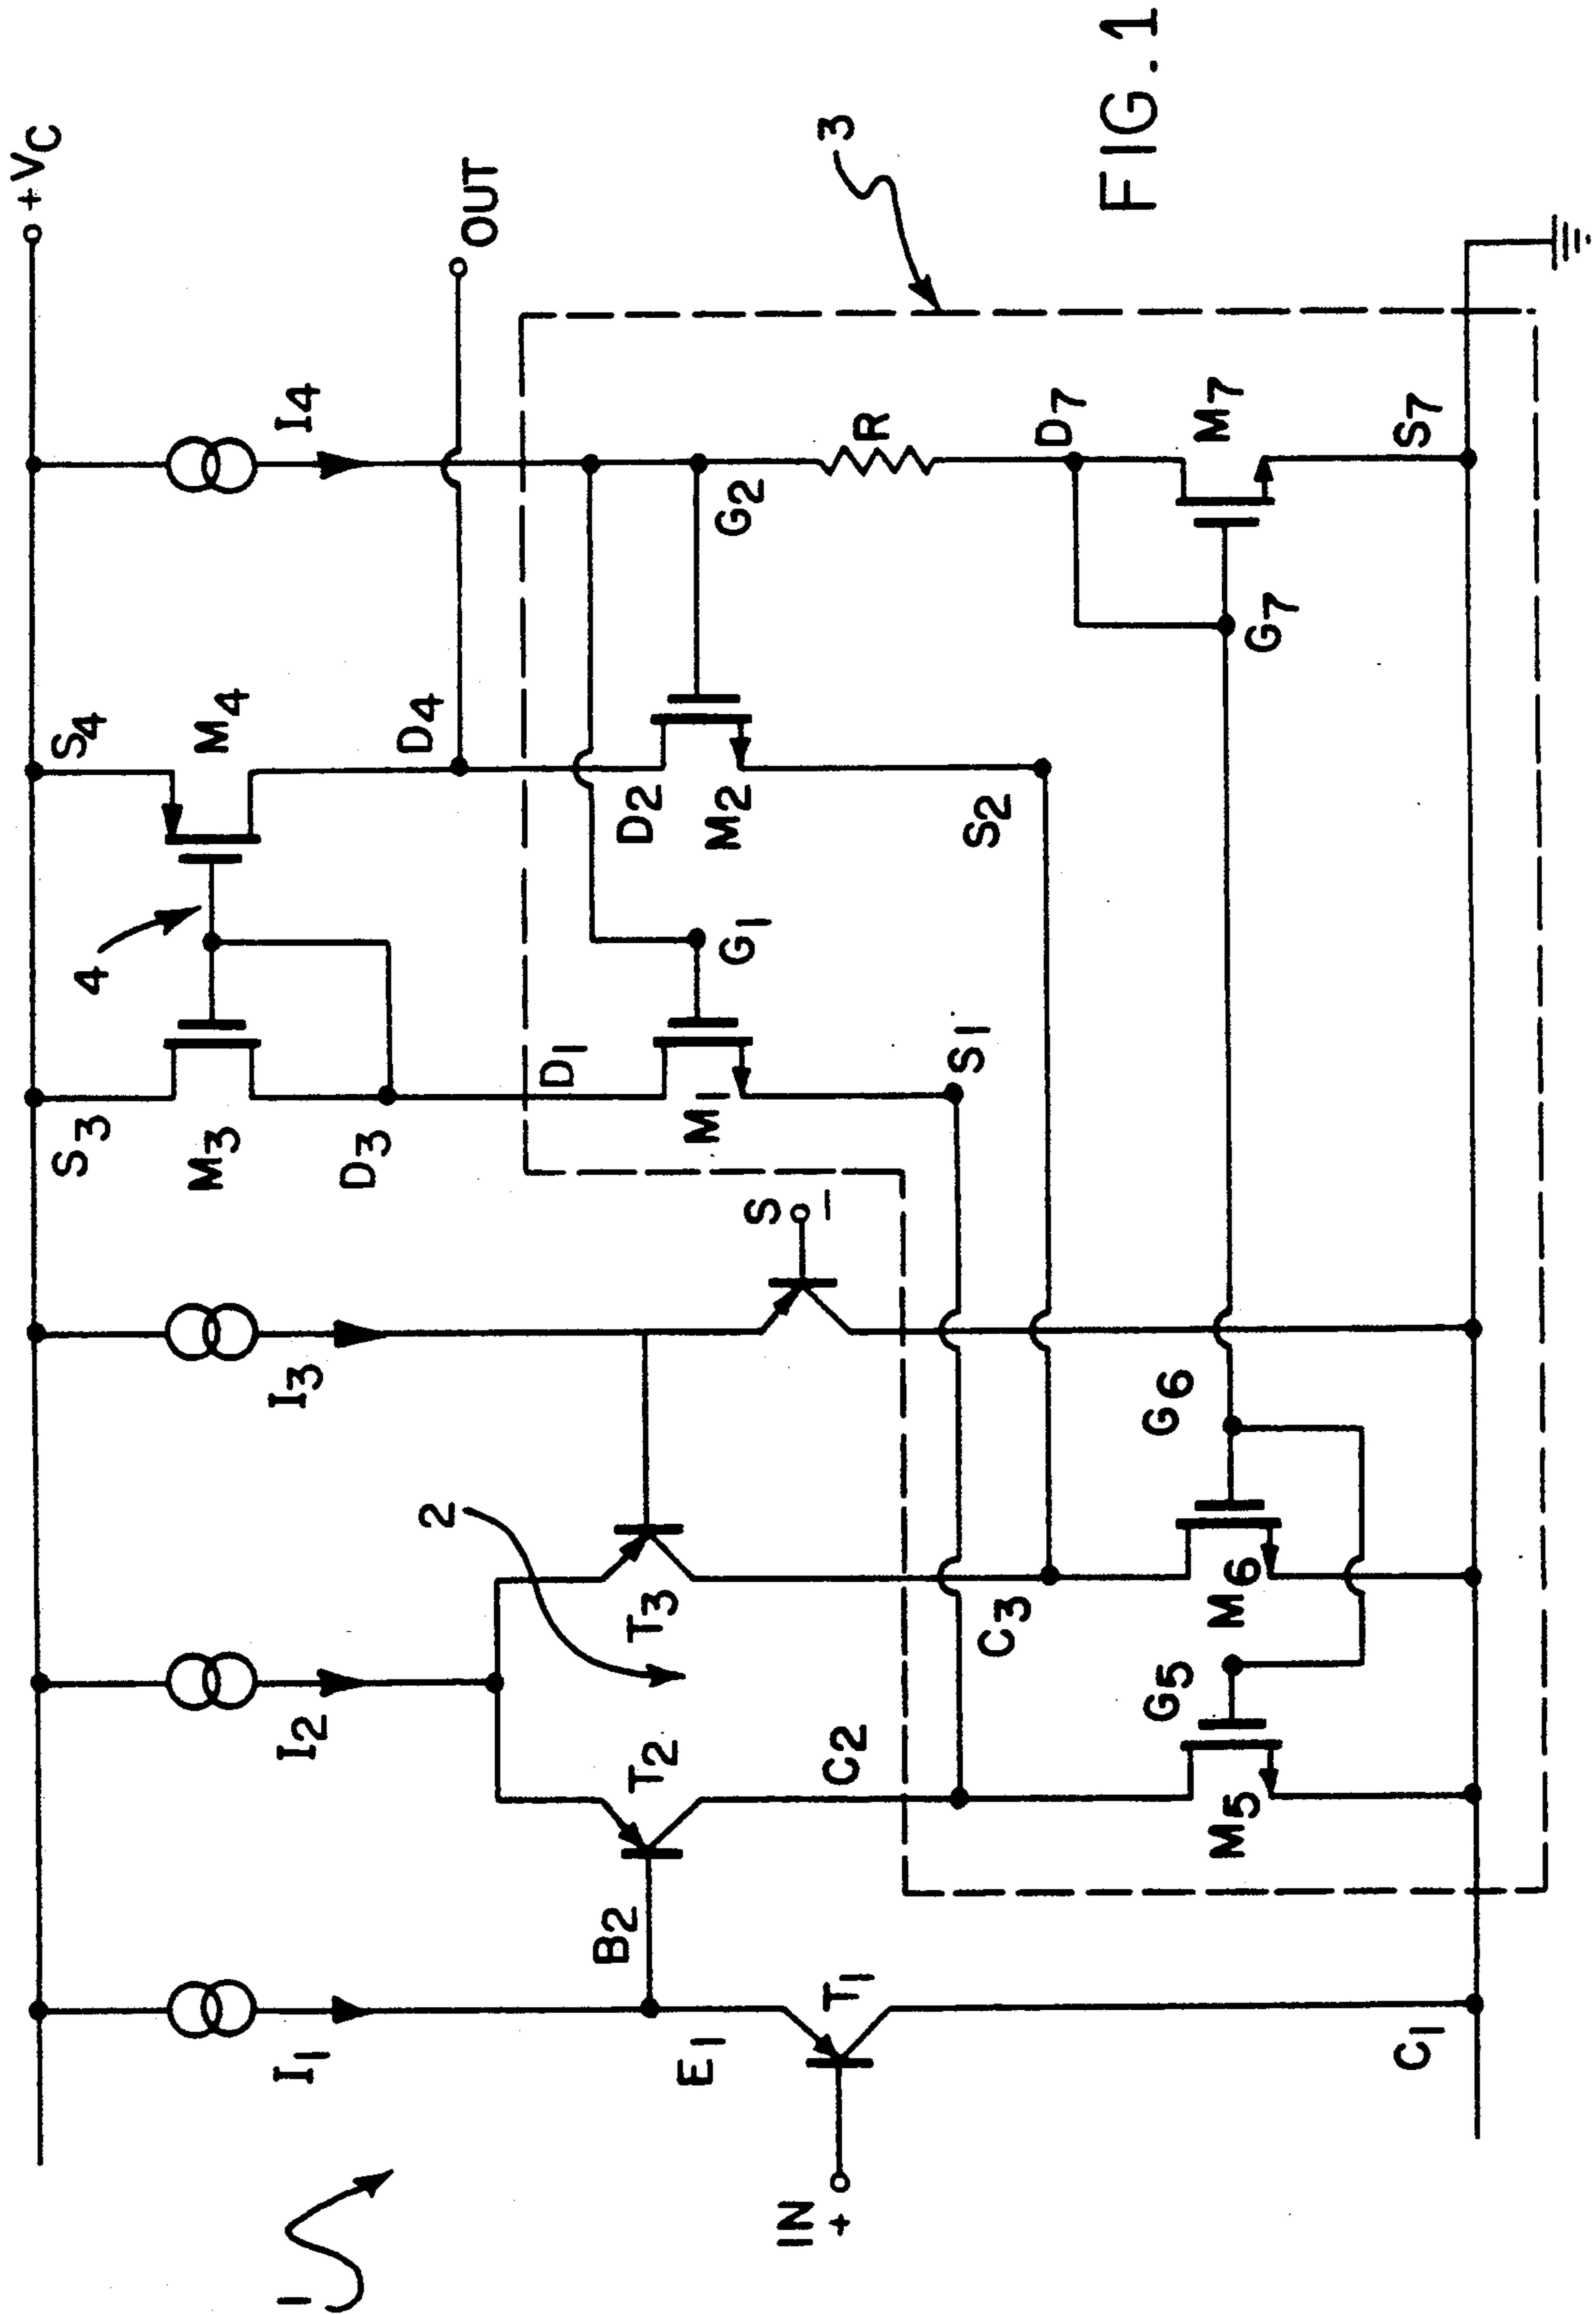 +VC
S3
S4
4
M3
M4
I1
I2
I3
I4
D3
D4
OUT
1
2
3
D1
D2
G1
G2
B2
T2
T3
M1
M2
R
E1
S
−
IN
+
T1
C2
S1
S2
C3
D7
G5
G6
G7
M5
M6
M7
C1
S7
FIG. 1